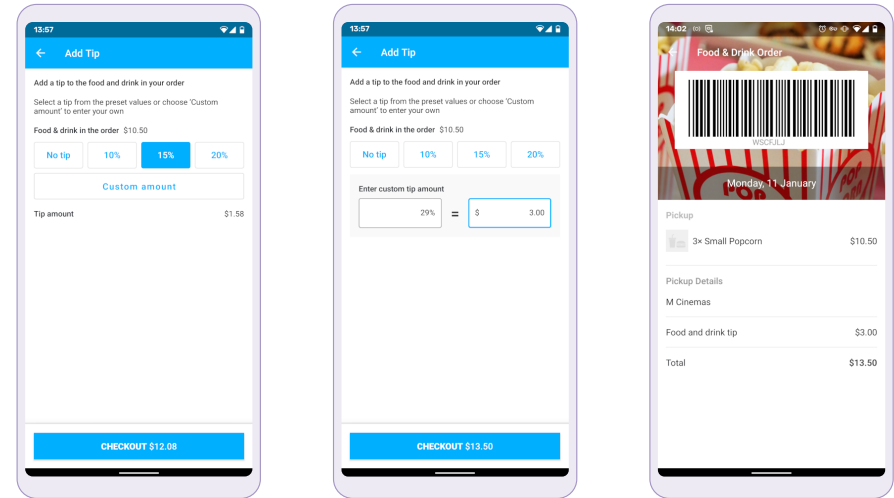 13:57
Add Tip
Add a tip to the food and drink in your order
Select a tip from the preset values or choose 'Custom
amount' to enter your own
Food & drink in the order $10.50
No tip 10% 15% 20%
Custom amount
Tip amount $1.58
CHECKOUT $12.08
13:57
Add Tip
Add a tip to the food and drink in your order
Select a tip from the preset values or choose 'Custom
amount' to enter your own
Food & drink in the order $10.50
No tip 10% 15% 20%
Enter custom tip amount
29% = $ 3.00
CHECKOUT $13.50
14:02
Food & Drink Order
WSCFJLJ
Monday, 11 January
POP
POP
Pickup
3× Small Popcorn $10.50
Pickup Details
M Cinemas
Food and drink tip $3.00
Total $13.50